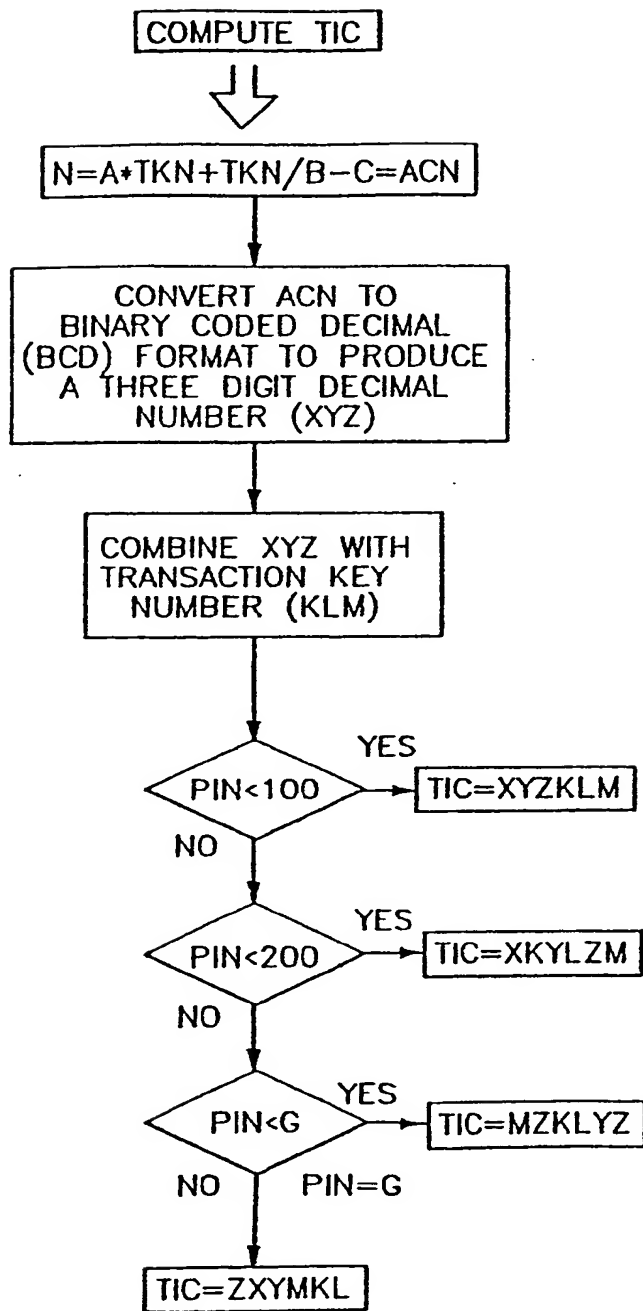 COMPUTE TIC
N=A*TKN+TKN/B-C=ACN
CONVERT ACN TO
BINARY CODED DECIMAL
(BCD) FORMAT TO PRODUCE
A THREE DIGIT DECIMAL
NUMBER (XYZ)
COMBINE XYZ WITH
TRANSACTION KEY
NUMBER (KLM)
PIN<100
YES
TIC=XYZKLM
NO
PIN<200
YES
TIC=XKYLZM
NO
PIN<G
YES
TIC=MZKLYZ
NO
PIN=G
TIC=ZXYMKL